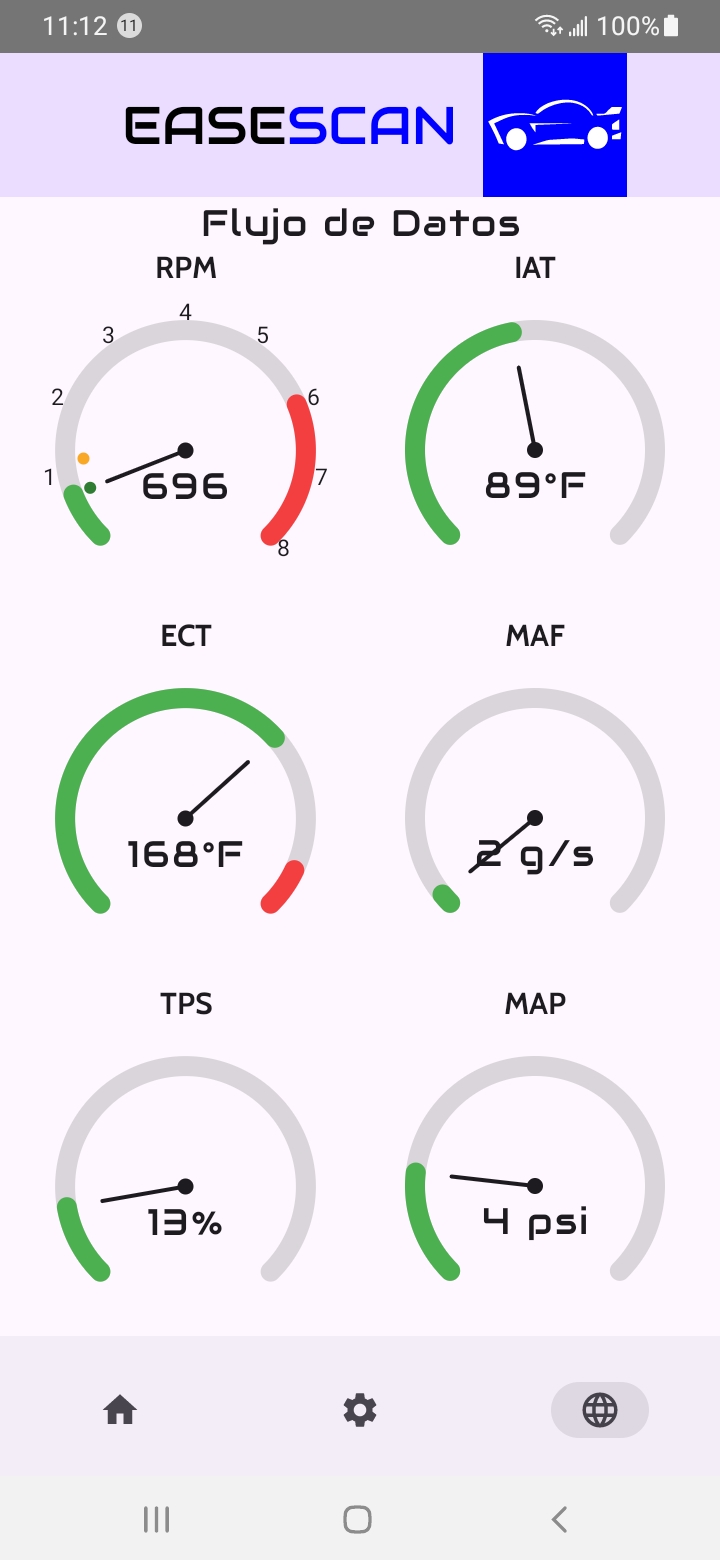 11:12 11 100%
EASESCAN
Flujo de Datos
RPM
IAT
4
3
5
2
6
1
7
8
696
89°F
ECT
MAF
168°F
2 g/s
TPS
MAP
13%
4 psi